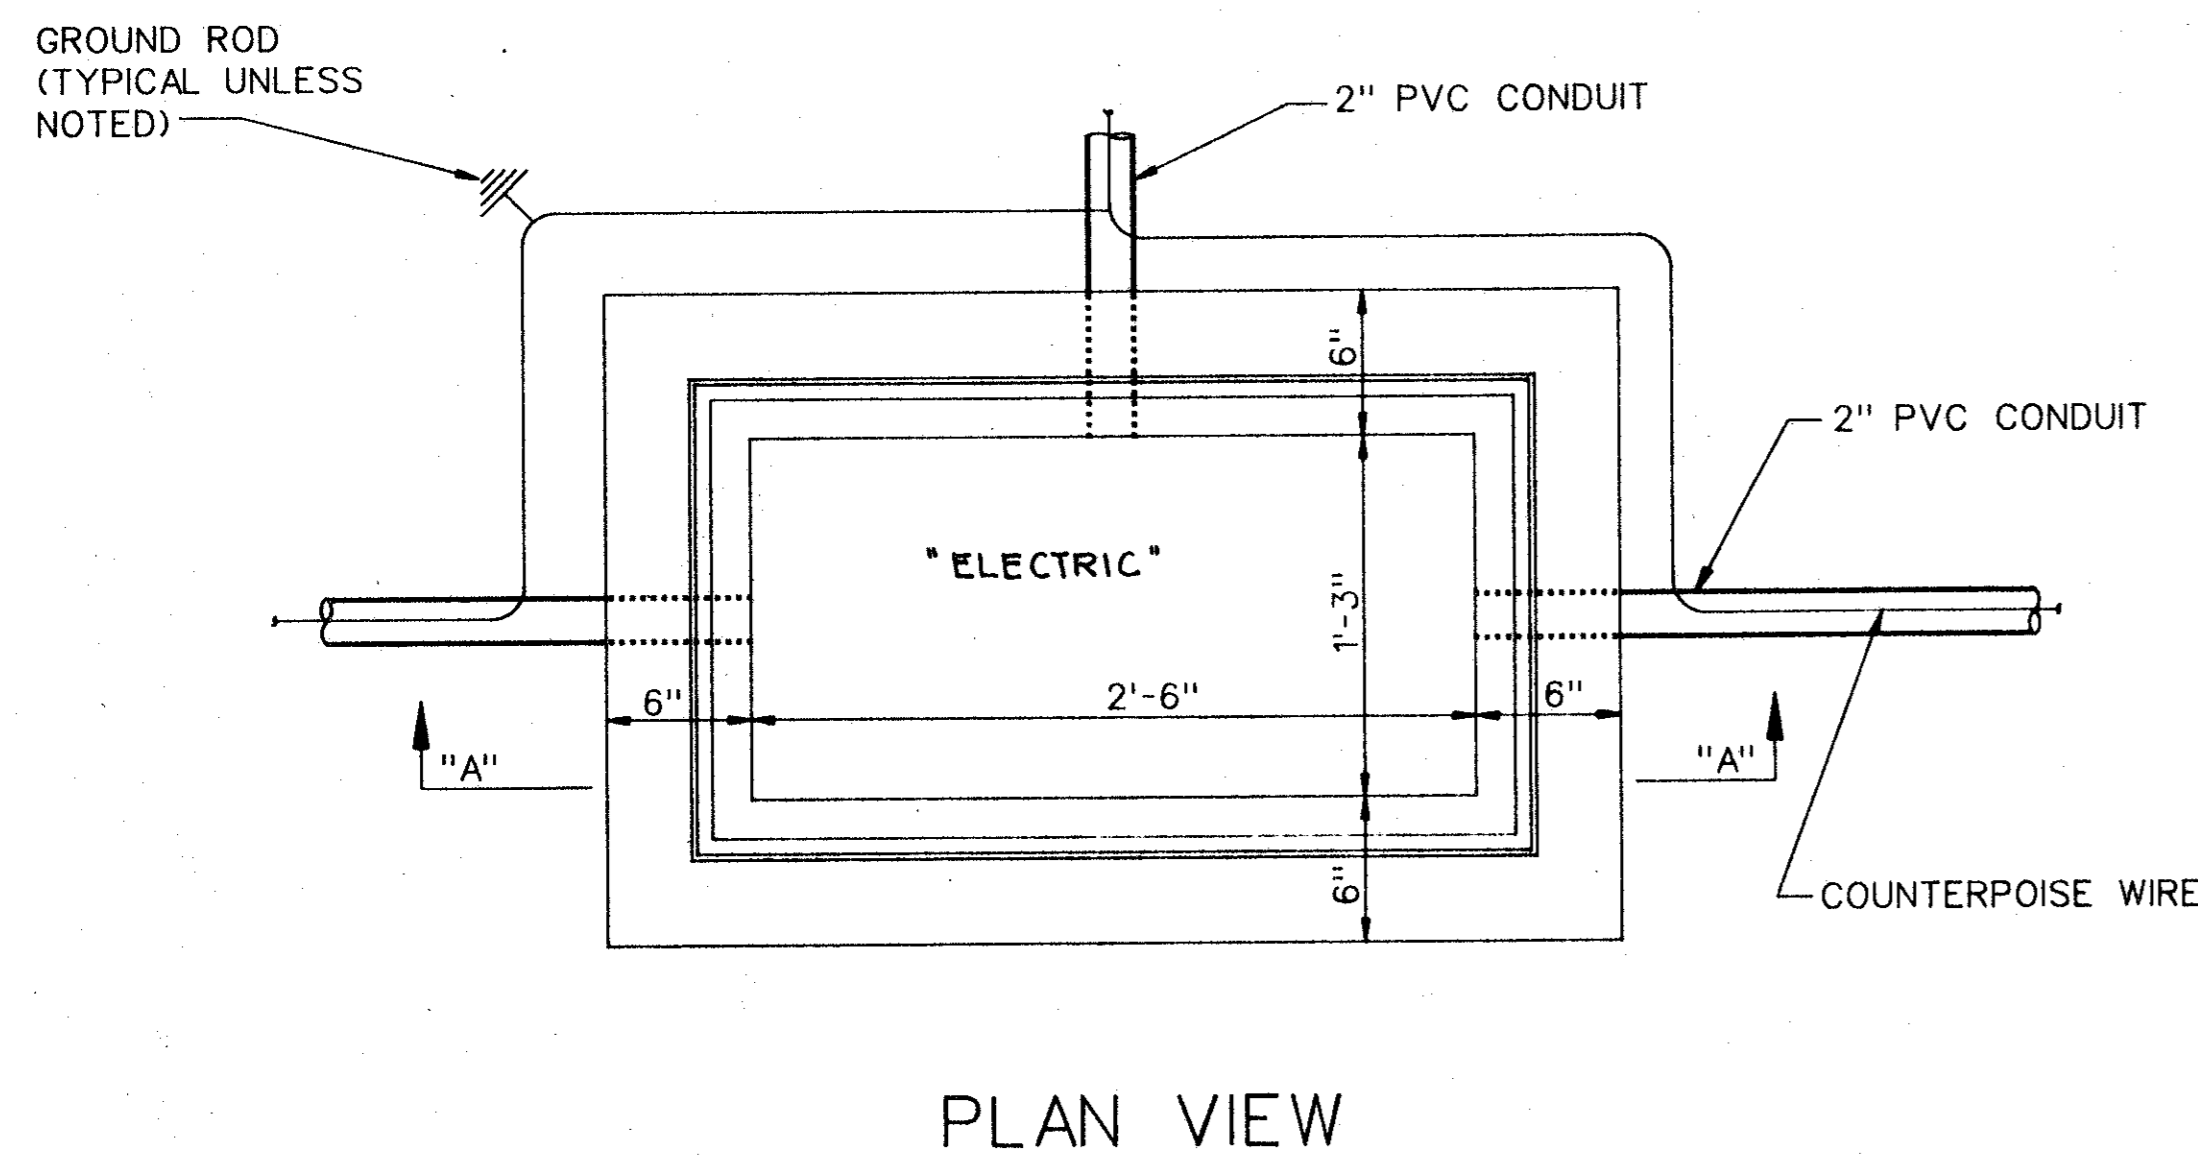 GROUND ROD
(TYPICAL UNLESS
NOTED)
2" PVC CONDUIT
6"
2" PVC CONDUIT
"ELECTRIC"
1'-3"
6"
2'-6"
6"
"A"
"A"
6"
COUNTERPOISE WIRE
PLAN VIEW